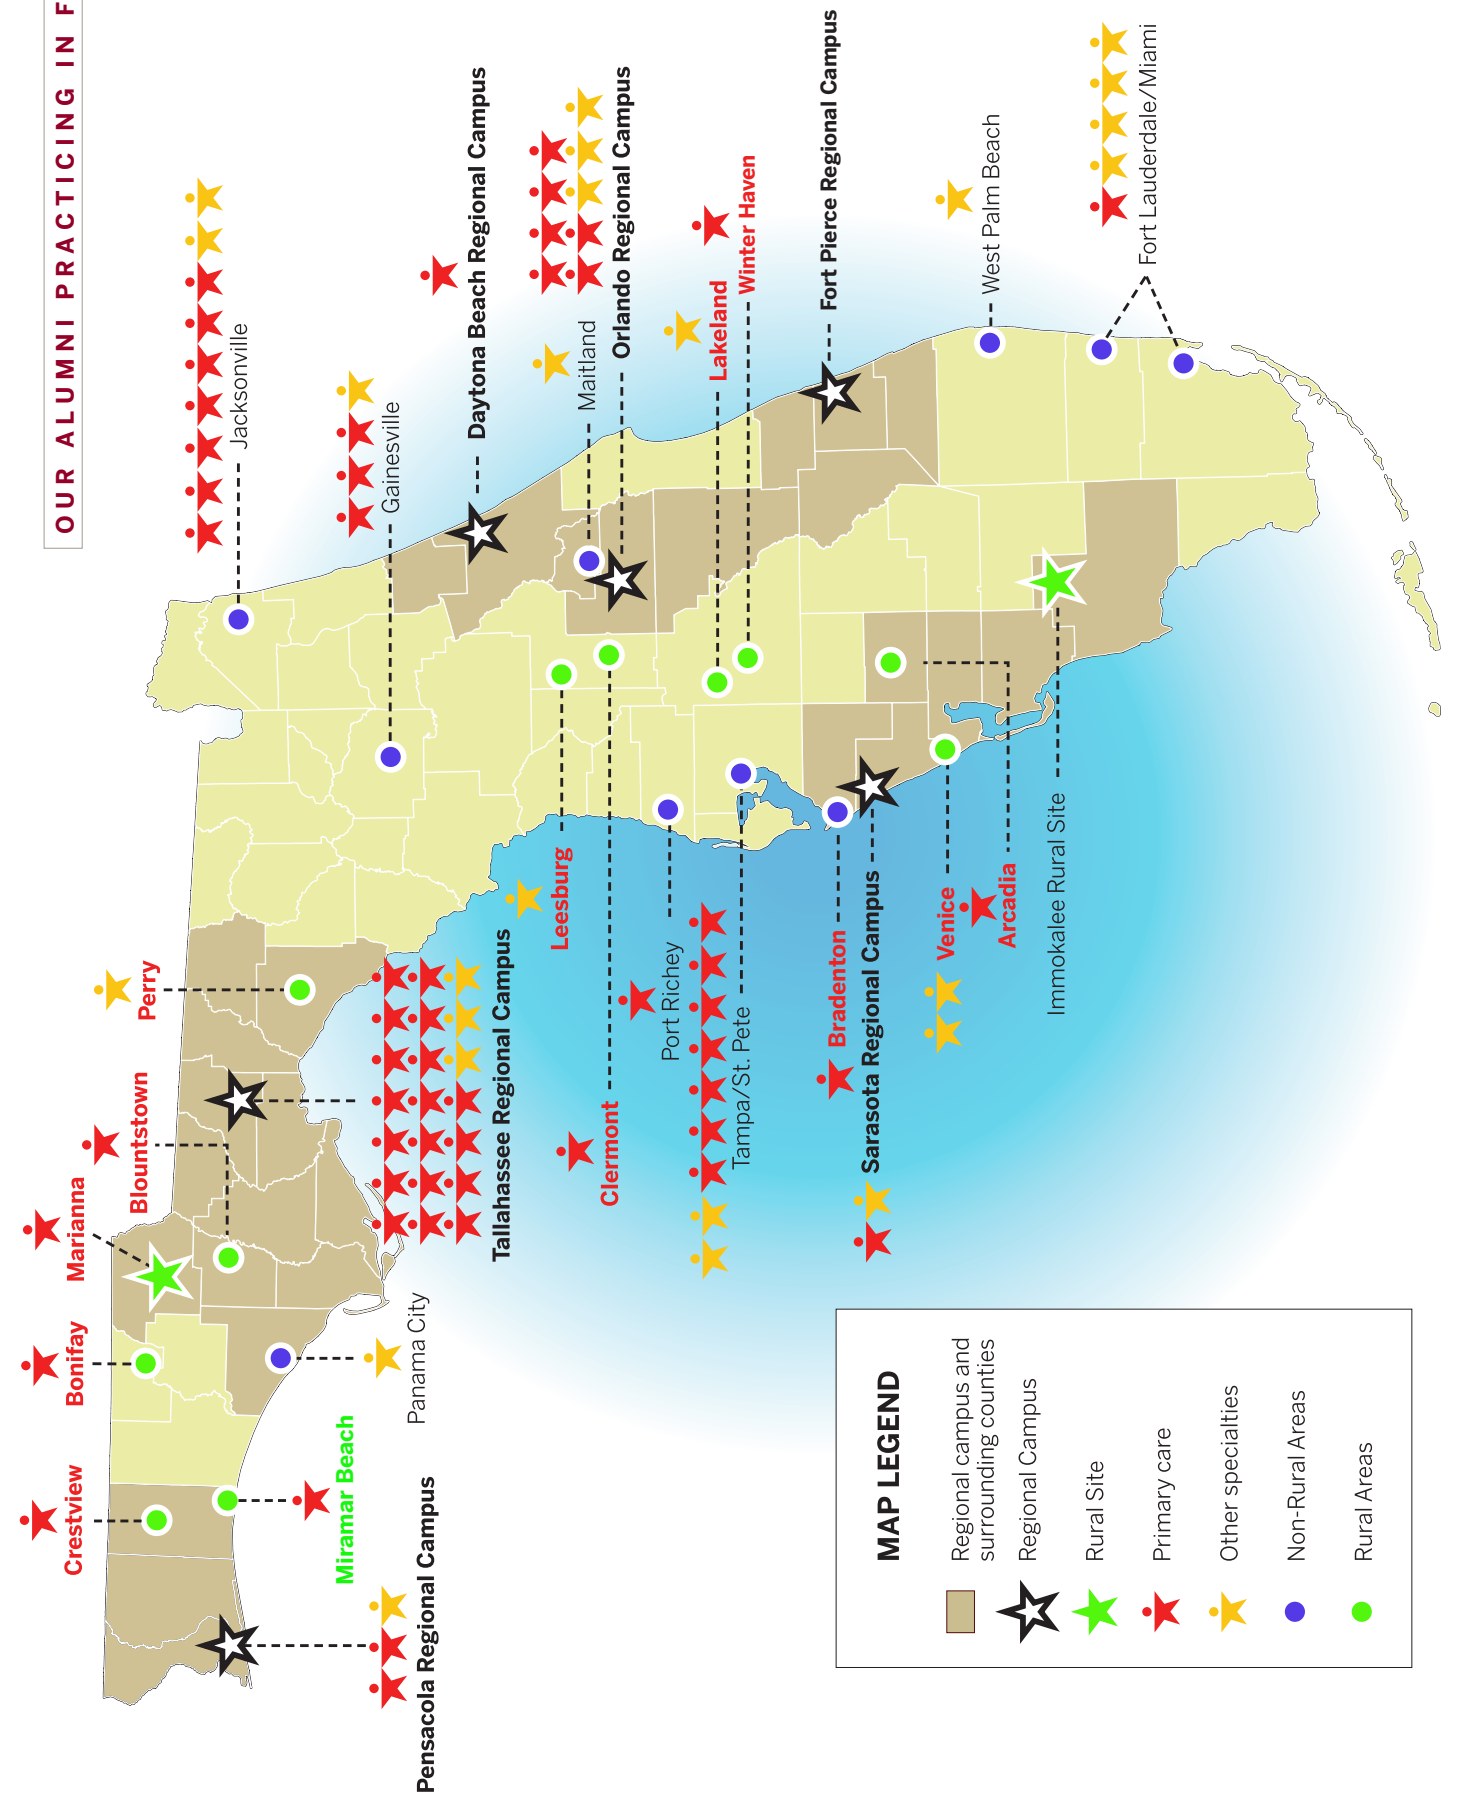 OUR ALUMNI PRACTICING IN F
Crestview
Bonifay
Marianna
Blountstown
Perry
Jacksonville
Gainesville
Daytona Beach Regional Campus
Maitland
Orlando Regional Campus
Lakeland
Winter Haven
Fort Pierce Regional Campus
West Palm Beach
Fort Lauderdale/Miami
Pensacola Regional Campus
Miramar Beach
Panama City
Tallahassee Regional Campus
Leesburg
Clermont
Port Richey
Tampa/St. Pete
Bradenton
Sarasota Regional Campus
Venice
Arcadia
Immokalee Rural Site
MAP LEGEND
Regional campus and
surrounding counties
Regional Campus
Rural Site
Primary care
Other specialties
Non-Rural Areas
Rural Areas